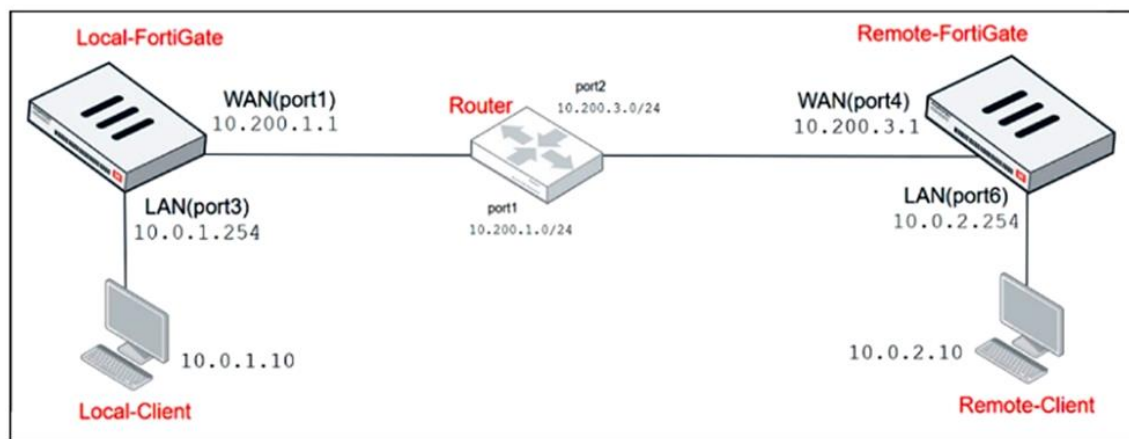 Local-FortiGate
Remote-FortiGate
WAN(port1)
10.200.1.1
Router
port2
10.200.3.0/24
WAN(port4)
10.200.3.1
LAN(port3)
10.0.1.254
port1
10.200.1.0/24
LAN(port6)
10.0.2.254
10.0.1.10
10.0.2.10
Local-Client
Remote-Client